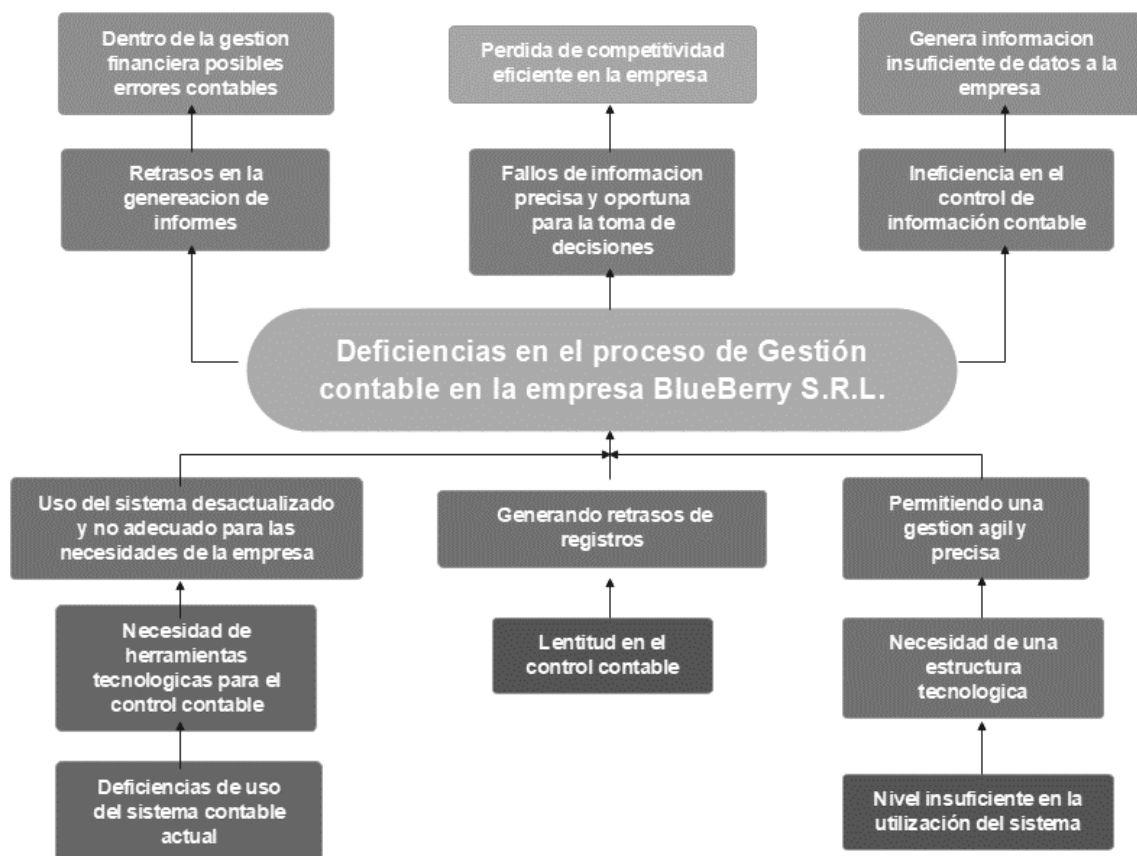 Dentro de la gestion
financiera posibles
errores contables
Perdida de competitividad
eficiente en la empresa
Genera informacion
insuficiente de datos a la
empresa
Retrasos en la
genereacion de
informes
Fallos de informacion
precisa y oportuna
para la toma de
decisiones
Ineficiencia en el
control de
información contable
Deficiencias en el proceso de Gestión
contable en la empresa BlueBerry S.R.L.
Uso del sistema desactualizado
y no adecuado para las
necesidades de la empresa
Generando retrasos de
registros
Permitiendo una
gestion agil y
precisa
Necesidad de
herramientas
tecnologicas para el
control contable
Lentitud en el
control contable
Necesidad de una
estructura
tecnologica
Deficiencias de uso
del sistema contable
actual
Nivel insuficiente en la
utilización del sistema